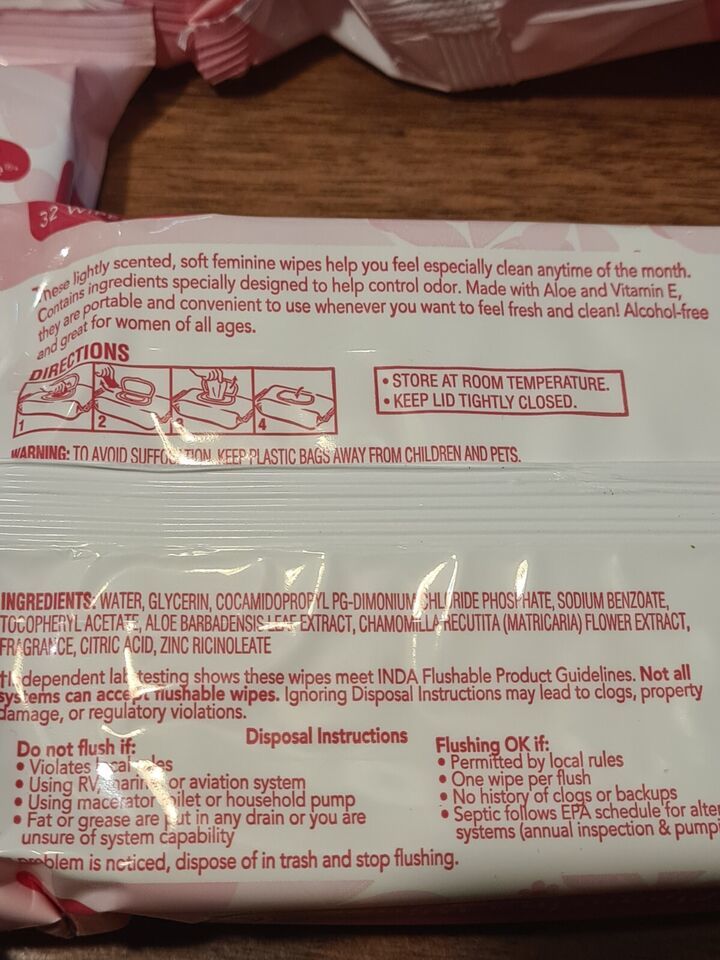 32
These lightly scented, soft feminine wipes help you feel especially clean anytime of the month.
Contains ingredients specially designed to help control odor. Made with Aloe and Vitamin E,
they are portable and convenient to use whenever you want to feel fresh and clean! Alcohol-free
and great for women of all ages.
DIRECTIONS
1 2 3 4
• STORE AT ROOM TEMPERATURE.
• KEEP LID TIGHTLY CLOSED.
WARNING: TO AVOID SUFFOCATION, KEEP PLASTIC BAGS AWAY FROM CHILDREN AND PETS.
INGREDIENTS: WATER, GLYCERIN, COCAMIDOPROPYL PG-DIMONIUM CHLORIDE PHOSPHATE, SODIUM BENZOATE,
TOCOPHERYL ACETATE, ALOE BARBADENSIS LEAF EXTRACT, CHAMOMILLA RECUTITA (MATRICARIA) FLOWER EXTRACT,
FRAGRANCE, CITRIC ACID, ZINC RICINOLEATE
†Independent lab testing shows these wipes meet INDA Flushable Product Guidelines. Not all
systems can accept flushable wipes. Ignoring Disposal Instructions may lead to clogs, property
damage, or regulatory violations.
Disposal Instructions
Do not flush if:
• Violates local rules
• Using RV, marine or aviation system
• Using macerator toilet or household pump
• Fat or grease are put in any drain or you are
unsure of system capability
Flushing OK if:
• Permitted by local rules
• One wipe per flush
• No history of clogs or backups
• Septic follows EPA schedule for alte
systems (annual inspection & pumpi
problem is noticed, dispose of in trash and stop flushing.